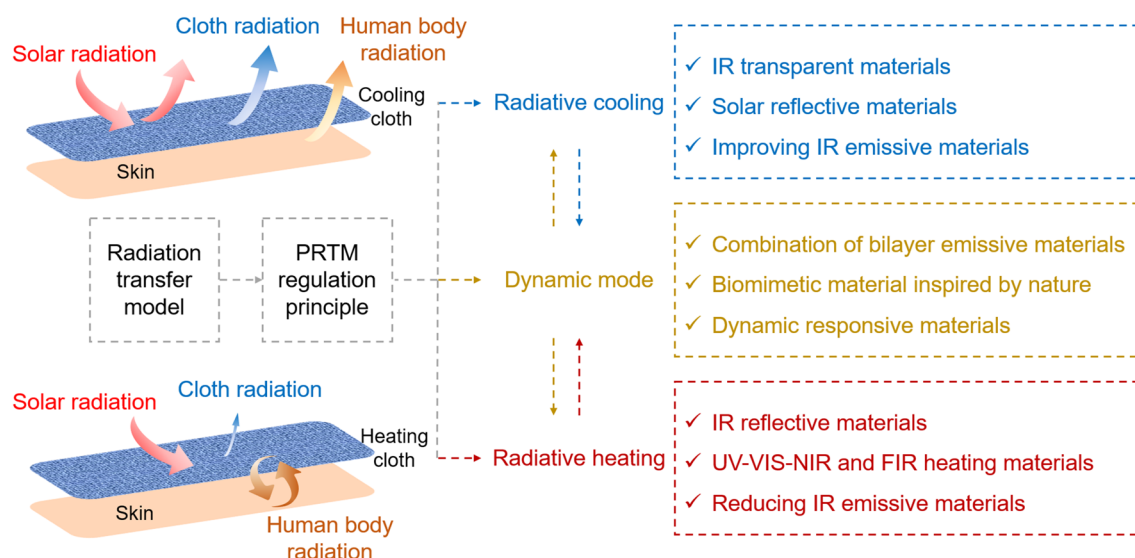 Solar radiation
Cloth radiation
Human body
radiation
Cooling
cloth
Skin
Radiation
transfer
model
PRTM
regulation
principle
Solar radiation
Cloth radiation
Heating
cloth
Skin
Human body
radiation
Radiative cooling
Dynamic mode
Radiative heating
✓ IR transparent materials
✓ Solar reflective materials
✓ Improving IR emissive materials
✓ Combination of bilayer emissive materials
✓ Biomimetic material inspired by nature
✓ Dynamic responsive materials
✓ IR reflective materials
✓ UV-VIS-NIR and FIR heating materials
✓ Reducing IR emissive materials